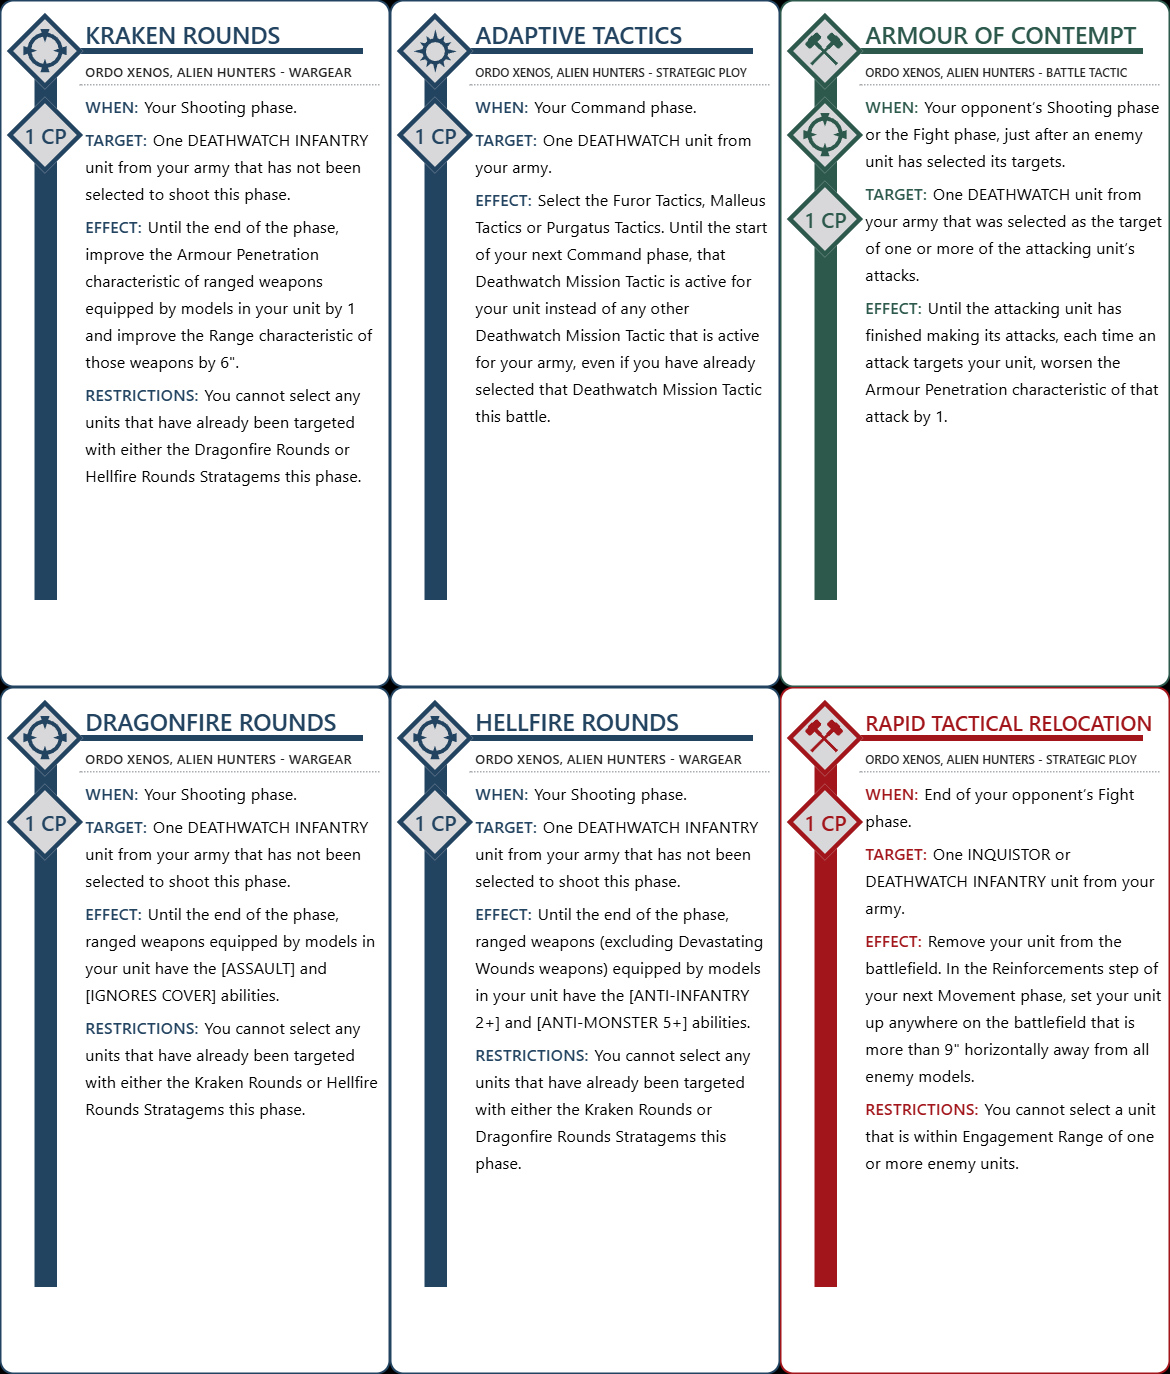 KRAKEN ROUNDS
ORDO XENOS, ALIEN HUNTERS - WARGEAR
1 CP
WHEN: Your Shooting phase.
TARGET: One DEATHWATCH INFANTRY
unit from your army that has not been
selected to shoot this phase.
EFFECT: Until the end of the phase,
improve the Armour Penetration
characteristic of ranged weapons
equipped by models in your unit by 1
and improve the Range characteristic of
those weapons by 6".
RESTRICTIONS: You cannot select any
units that have already been targeted
with either the Dragonfire Rounds or
Hellfire Rounds Stratagems this phase.
ADAPTIVE TACTICS
ORDO XENOS, ALIEN HUNTERS - STRATEGIC PLOY
1 CP
WHEN: Your Command phase.
TARGET: One DEATHWATCH unit from
your army.
EFFECT: Select the Furor Tactics, Malleus
Tactics or Purgatus Tactics. Until the start
of your next Command phase, that
Deathwatch Mission Tactic is active for
your unit instead of any other
Deathwatch Mission Tactic that is active
for your army, even if you have already
selected that Deathwatch Mission Tactic
this battle.
ARMOUR OF CONTEMPT
ORDO XENOS, ALIEN HUNTERS - BATTLE TACTIC
1 CP
WHEN: Your opponent's Shooting phase
or the Fight phase, just after an enemy
unit has selected its targets.
TARGET: One DEATHWATCH unit from
your army that was selected as the target
of one or more of the attacking unit's
attacks.
EFFECT: Until the attacking unit has
finished making its attacks, each time an
attack targets your unit, worsen the
Armour Penetration characteristic of that
attack by 1.
DRAGONFIRE ROUNDS
ORDO XENOS, ALIEN HUNTERS - WARGEAR
1 CP
WHEN: Your Shooting phase.
TARGET: One DEATHWATCH INFANTRY
unit from your army that has not been
selected to shoot this phase.
EFFECT: Until the end of the phase,
ranged weapons equipped by models in
your unit have the [ASSAULT] and
[IGNORES COVER] abilities.
RESTRICTIONS: You cannot select any
units that have already been targeted
with either the Kraken Rounds or Hellfire
Rounds Stratagems this phase.
HELLFIRE ROUNDS
ORDO XENOS, ALIEN HUNTERS - WARGEAR
1 CP
WHEN: Your Shooting phase.
TARGET: One DEATHWATCH INFANTRY
unit from your army that has not been
selected to shoot this phase.
EFFECT: Until the end of the phase,
ranged weapons (excluding Devastating
Wounds weapons) equipped by models
in your unit have the [ANTI-INFANTRY
2+] and [ANTI-MONSTER 5+] abilities.
RESTRICTIONS: You cannot select any
units that have already been targeted
with either the Kraken Rounds or
Dragonfire Rounds Stratagems this
phase.
RAPID TACTICAL RELOCATION
ORDO XENOS, ALIEN HUNTERS - STRATEGIC PLOY
1 CP
WHEN: End of your opponent's Fight
phase.
TARGET: One INQUISTOR or
DEATHWATCH INFANTRY unit from your
army.
EFFECT: Remove your unit from the
battlefield. In the Reinforcements step of
your next Movement phase, set your unit
up anywhere on the battlefield that is
more than 9" horizontally away from all
enemy models.
RESTRICTIONS: You cannot select a unit
that is within Engagement Range of one
or more enemy units.